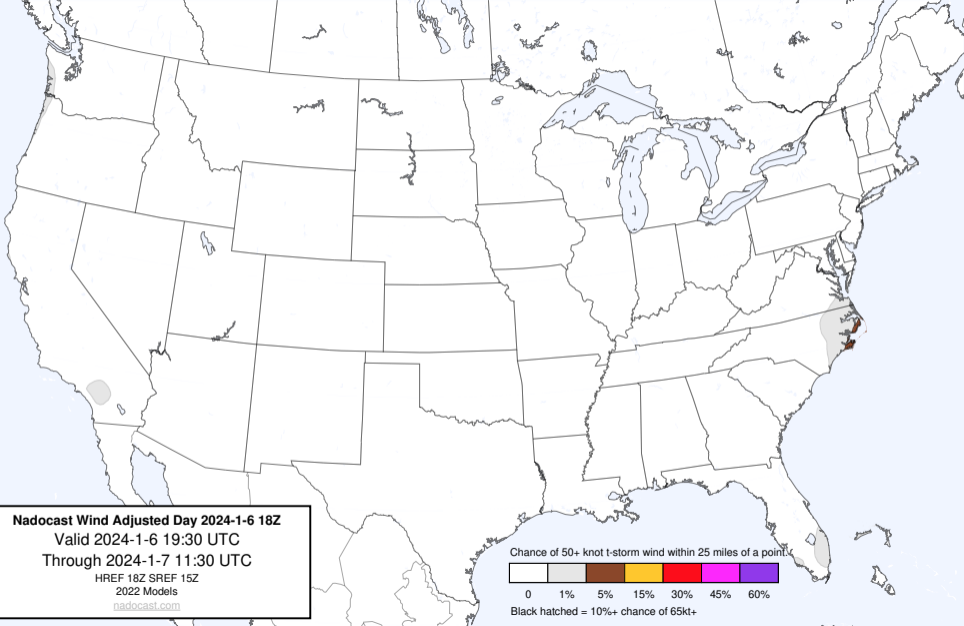 Nadocast Wind Adjusted Day 2024-1-6 18Z
Valid 2024-1-6 19:30 UTC
Through 2024-1-7 11:30 UTC
HREF 18Z SREF 15Z
2022 Models
nadocast.com
Chance of 50+ knot t-storm wind within 25 miles of a point.
0 1% 5% 15% 30% 45% 60%
Black hatched = 10%+ chance of 65kt+